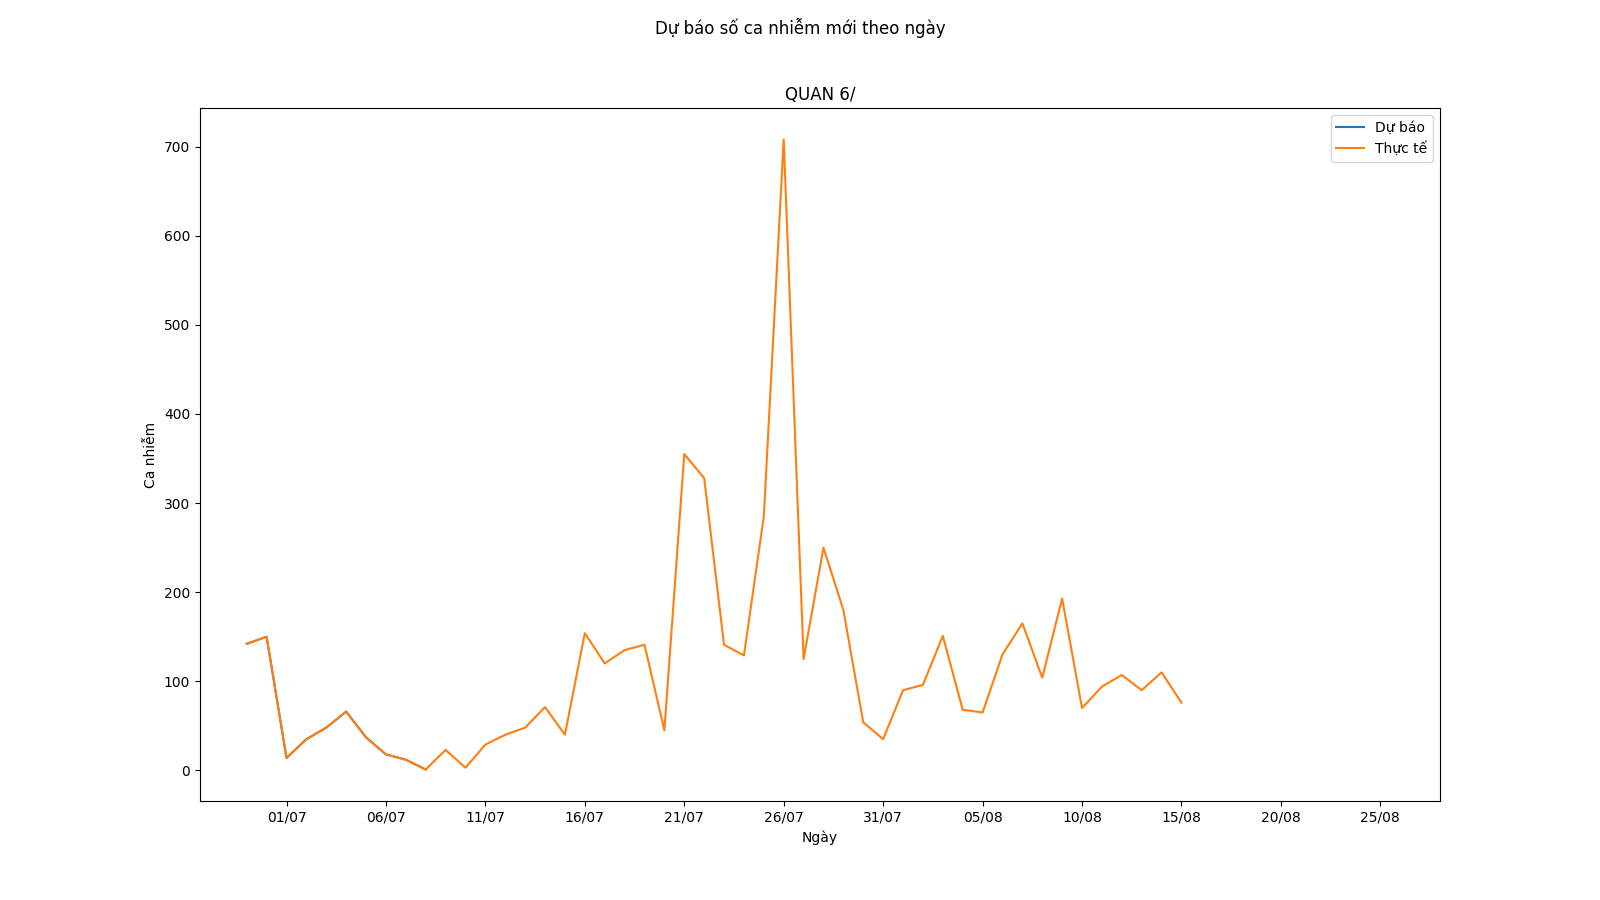 Dự báo số ca nhiễm mới theo ngày
QUAN 6/
Dự báo
Thực tế
700
600
500
400
300
200
100
0
Ca nhiễm
01/07 06/07 11/07 16/07 21/07 26/07 31/07 05/08 10/08 15/08 20/08 25/08
Ngày